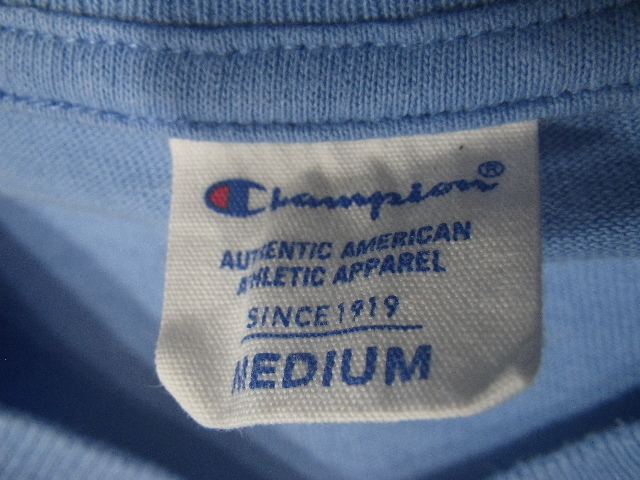 Champion®
AUTHENTIC AMERICAN
ATHLETIC APPAREL
SINCE 1919
MEDIUM